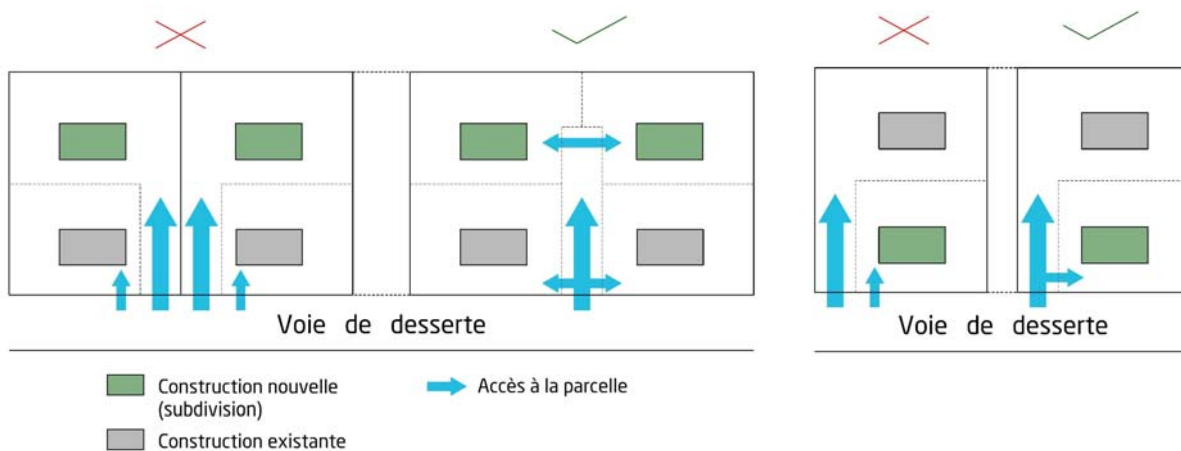 Voie de desserte
Voie de desserte
Construction nouvelle
(subdivision)
Construction existante
Accès à la parcelle